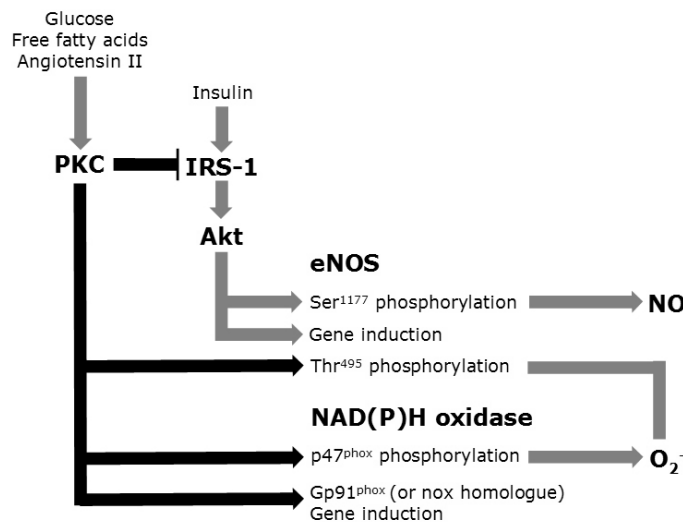 Glucose
Free fatty acids
Angiotensin II
Insulin
PKC
IRS-1
Akt
eNOS
Ser¹¹⁷⁷ phosphorylation
NO
Gene induction
Thr⁴⁹⁵ phosphorylation
NAD(P)H oxidase
p47ᵖʰᵒˣ phosphorylation
O₂⁻
Gp91ᵖʰᵒˣ (or nox homologue)
Gene induction